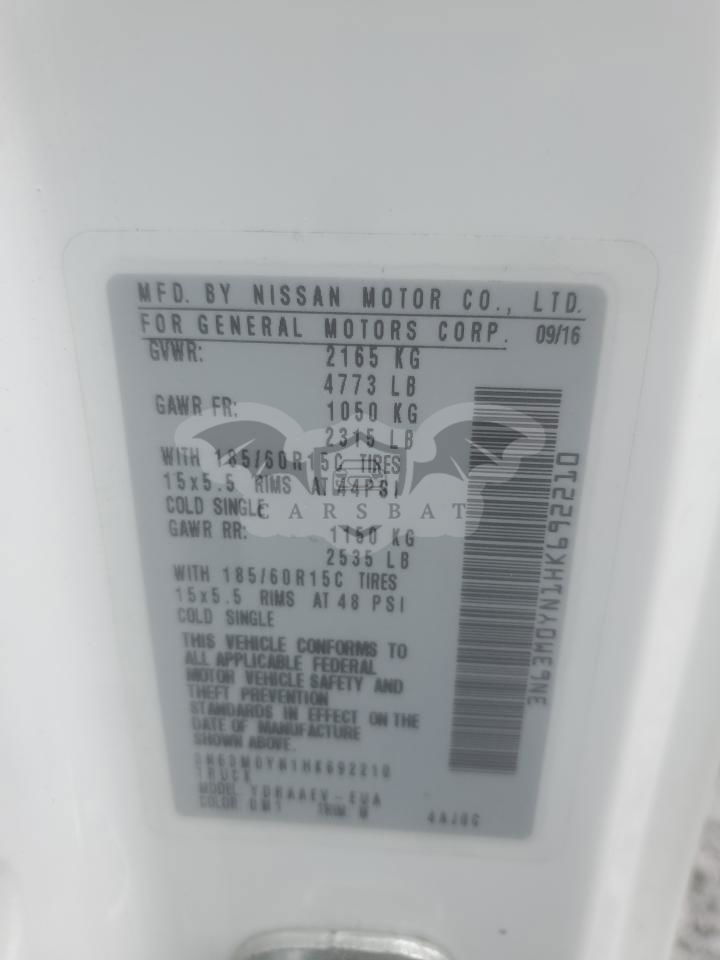 MFD. BY NISSAN MOTOR CO., LTD.
FOR GENERAL MOTORS CORP. 09/16
GVWR: 2165 KG
4773 LB
GAWR FR: 1050 KG
2315 LB
WITH 185/60R15C TIRES
15x5.5 RIMS AT 44PSI
COLD SINGLE
CARSBAT
GAWR RR: 1150 KG
2535 LB
WITH 185/60R15C TIRES
15x5.5 RIMS AT 48 PSI
COLD SINGLE
THIS VEHICLE CONFORMS TO
ALL APPLICABLE FEDERAL
MOTOR VEHICLE SAFETY AND
THEFT PREVENTION
STANDARDS IN EFFECT ON THE
DATE OF MANUFACTURE
SHOWN ABOVE.
3N63M0YN1HK692210
TRUCK
MODEL:
COLOR: TRIM:
3N63M0YN1HK692210